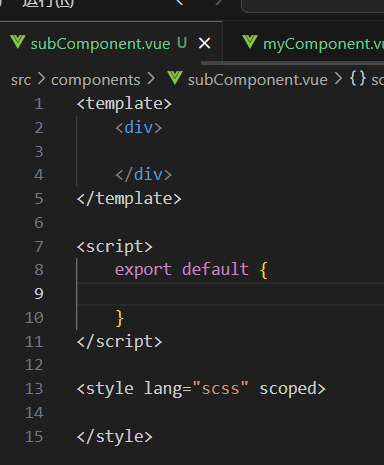 运行(R)
subComponent.vue U × myComponent.vu
src > components > subComponent.vue > {} sc
1 <template>
2     <div>
3
4     </div>
5 </template>
6
7 <script>
8     export default {
9
10     }
11 </script>
12
13 <style lang="scss" scoped>
14
15 </style>